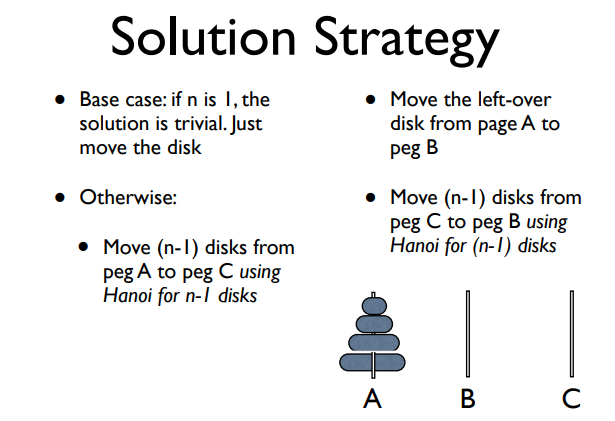 Solution Strategy
• Base case: if n is 1, the
solution is trivial. Just
move the disk
• Otherwise:
• Move (n-1) disks from
peg A to peg C using
Hanoi for n-1 disks
• Move the left-over
disk from page A to
peg B
• Move (n-1) disks from
peg C to peg B using
Hanoi for (n-1) disks
A B C